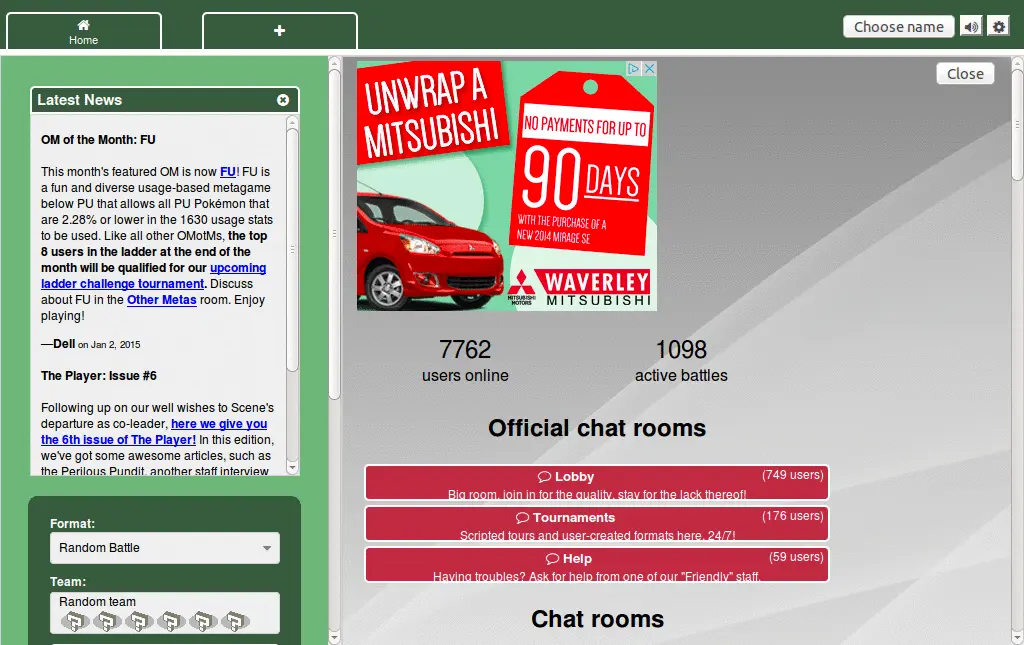 Home
Choose name
Latest News
OM of the Month: FU
This month's featured OM is now FU! FU is
a fun and diverse usage-based metagame
below PU that allows all PU Pokémon that
are 2.28% or lower in the 1630 usage stats
to be used. Like all other OMotMs, the top
8 users in the ladder at the end of the
month will be qualified for our upcoming
ladder challenge tournament. Discuss
about FU in the Other Metas room. Enjoy
playing!
—Dell on Jan 2, 2015
The Player: Issue #6
Following up on our well wishes to Scene's
departure as co-leader, here we give you
the 6th issue of The Player! In this edition,
we've got some awesome articles, such as
the Perilous Pundit, another staff interview
Format:
Random Battle
Team:
Random team
Close
UNWRAP A
MITSUBISHI
NO PAYMENTS FOR UP TO
90 DAYS
WITH THE PURCHASE OF A
NEW 2014 MIRAGE SE
MITSUBISHI
MOTORS
WAVERLEY
MITSUBISHI
7762
users online
1098
active battles
Official chat rooms
Lobby (749 users)
Big room, join in for the quality, stay for the lack thereof!
Tournaments (176 users)
Scripted tours and user-created formats here, 24/7!
Help (59 users)
Having troubles? Ask for help from one of our "Friendly" staff.
Chat rooms